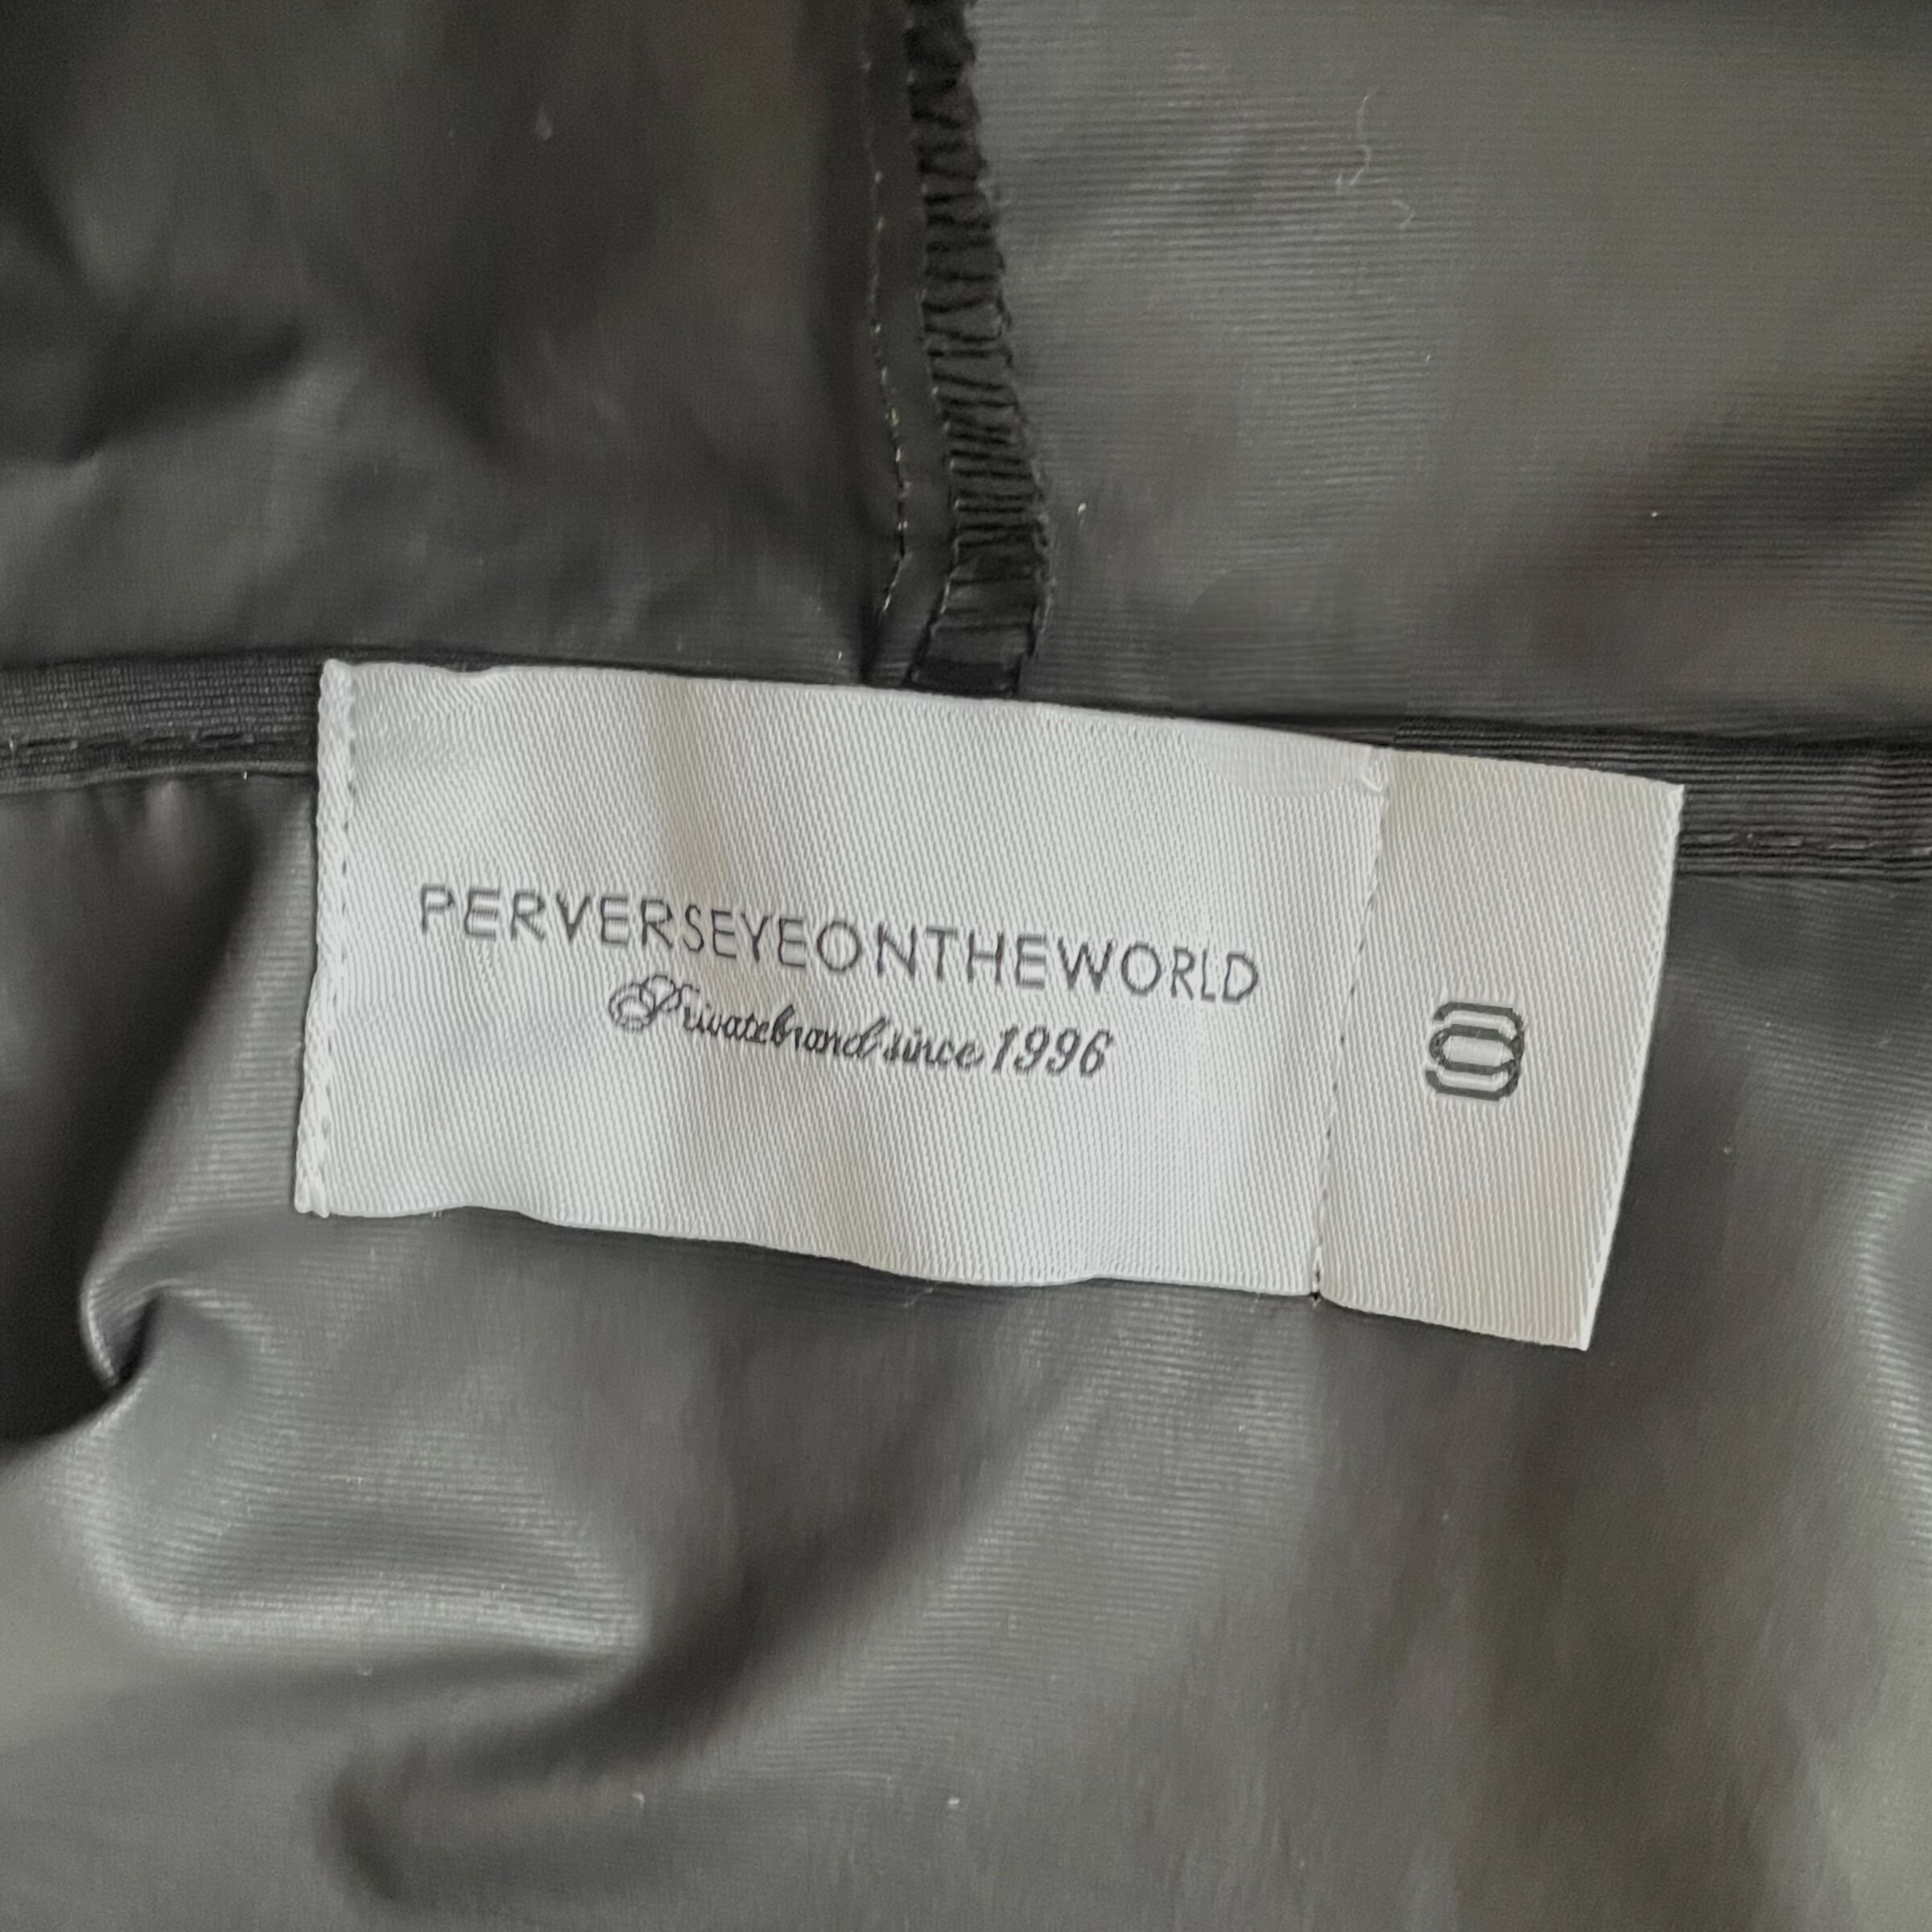 PERVERSEYEONTHEWORLD
Privatebrand since 1996